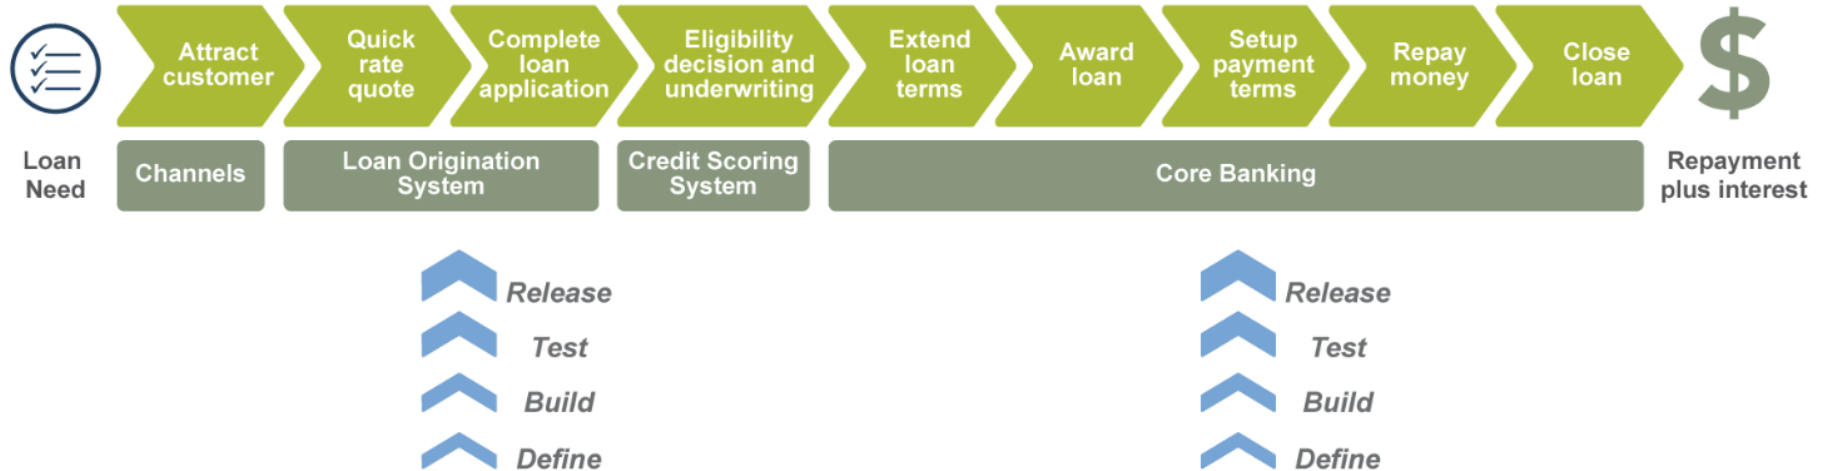 Attract
customer
Quick
rate
quote
Complete
loan
application
Eligibility
decision and
underwriting
Extend
loan
terms
Award
loan
Setup
payment
terms
Repay
money
Close
loan
Loan
Need
Channels
Loan Origination
System
Credit Scoring
System
Core Banking
Repayment
plus interest
Release
Test
Build
Define
Release
Test
Build
Define